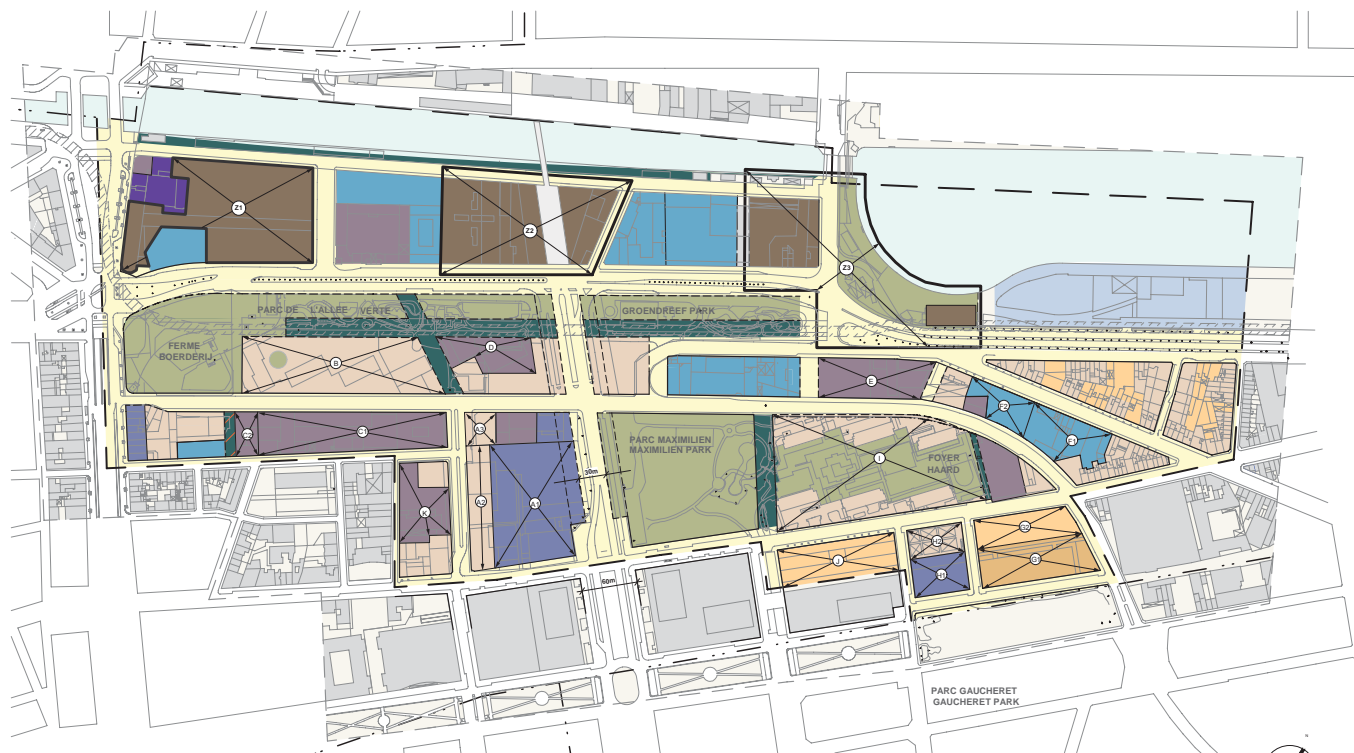 Z1
Z2
Z3
PARC DE L'ALLEE VERTE
GROENDREEF PARK
FERME
BOERDERIJ
B
D
E
F2
F1
C2
C1
A3
PARC MAXIMILIEN
MAXIMILIEN PARK
I
FOYER
HAARD
30m
K
A2
A1
J
H2
H1
G2
G1
60m
PARC GAUCHERET
GAUCHERET PARK
N